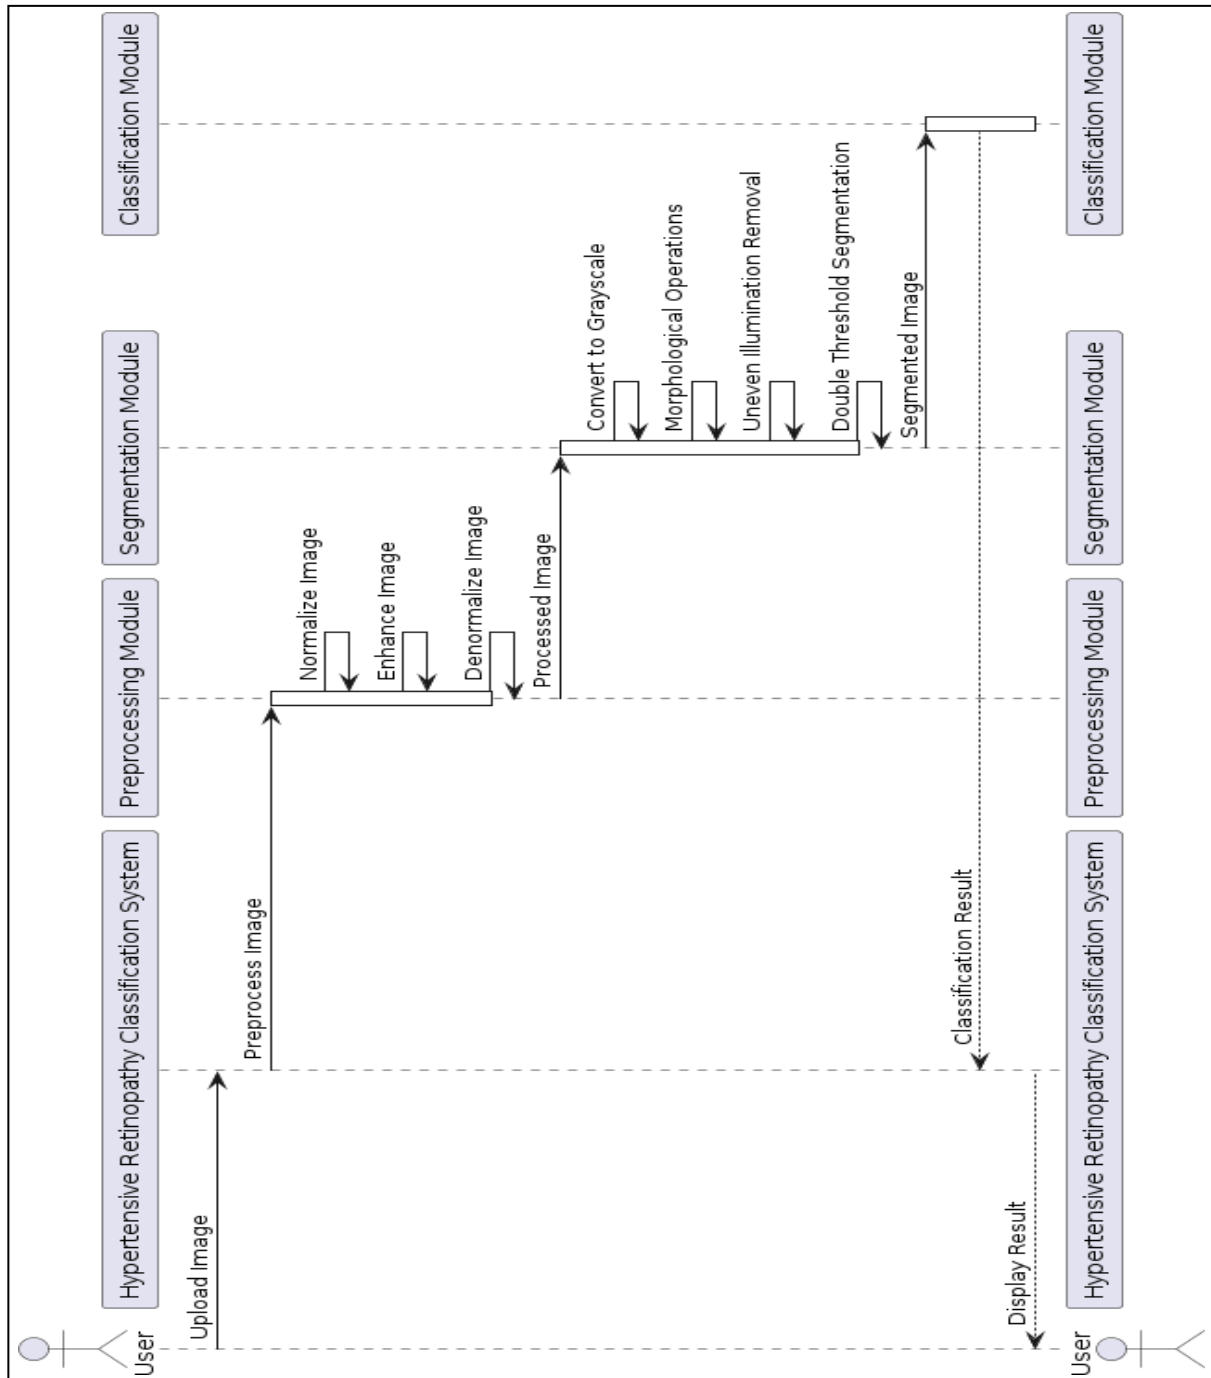 User
Hypertensive Retinopathy Classification System
Preprocessing Module
Segmentation Module
Classification Module
Upload Image
Preprocess Image
Normalize Image
Enhance Image
Denormalize Image
Processed Image
Convert to Grayscale
Morphological Operations
Uneven Illumination Removal
Double Threshold Segmentation
Segmented Image
Classification Result
Display Result
User
Hypertensive Retinopathy Classification System
Preprocessing Module
Segmentation Module
Classification Module